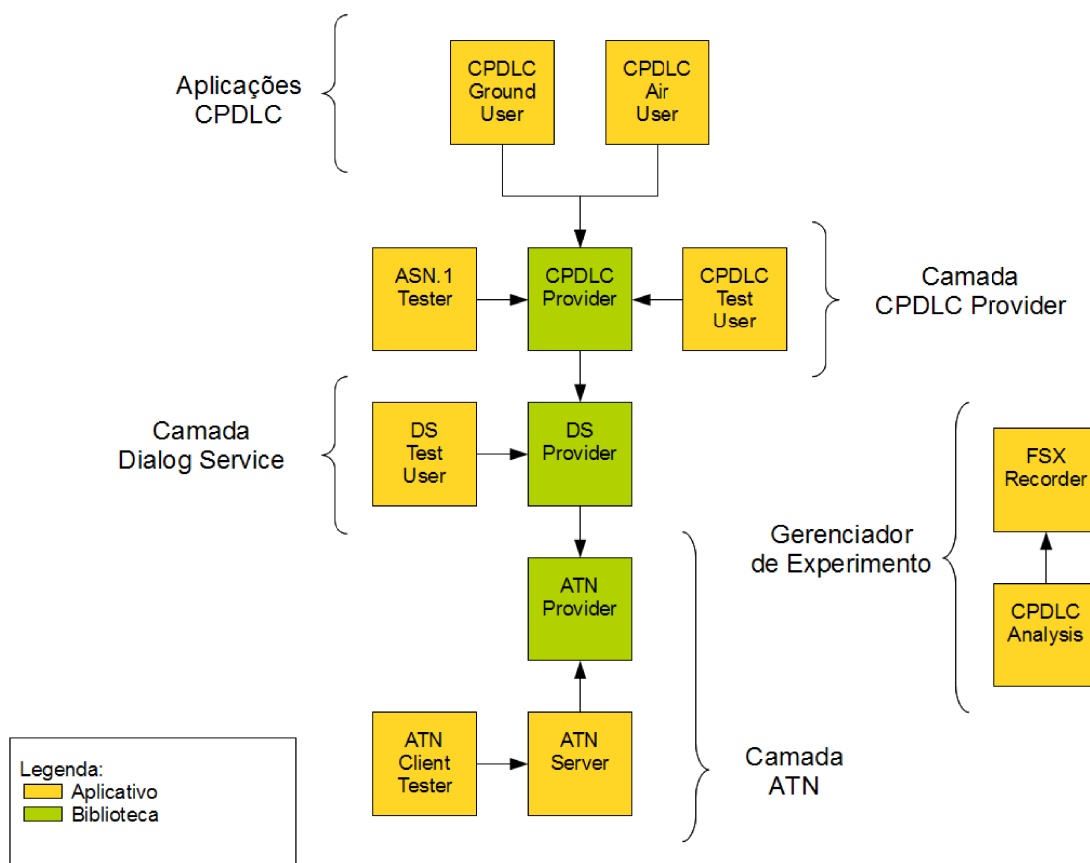 Aplicações
CPDLC
CPDLC
Ground
User
CPDLC
Air
User
ASN.1
Tester
CPDLC
Provider
CPDLC
Test
User
Camada
CPDLC Provider
Camada
Dialog Service
DS
Test
User
DS
Provider
FSX
Recorder
Gerenciador
de Experimento
CPDLC
Analysis
ATN
Provider
ATN
Client
Tester
ATN
Server
Camada
ATN
Legenda:
Aplicativo
Biblioteca